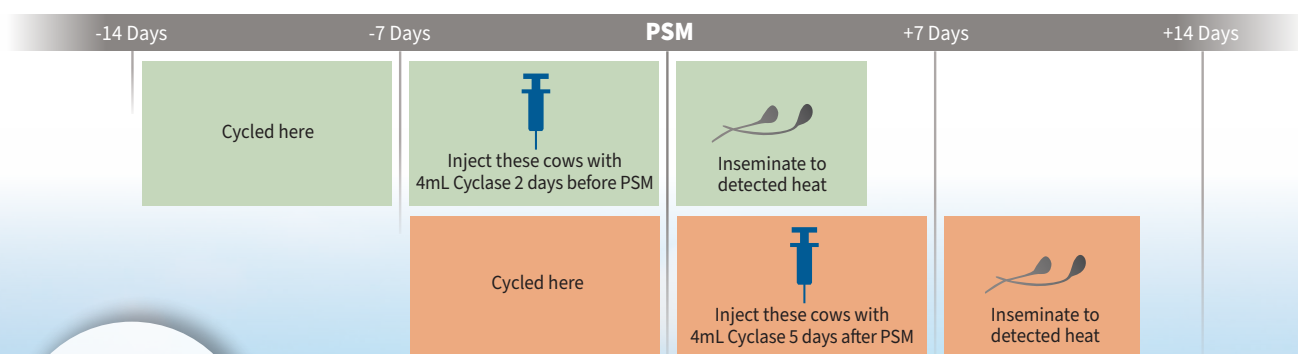 -14 Days
-7 Days
PSM
+7 Days
+14 Days
Cycled here
Inject these cows with
4mL Cyclase 2 days before PSM
Inseminate to
detected heat
Cycled here
Inject these cows with
4mL Cyclase 5 days after PSM
Inseminate to
detected heat